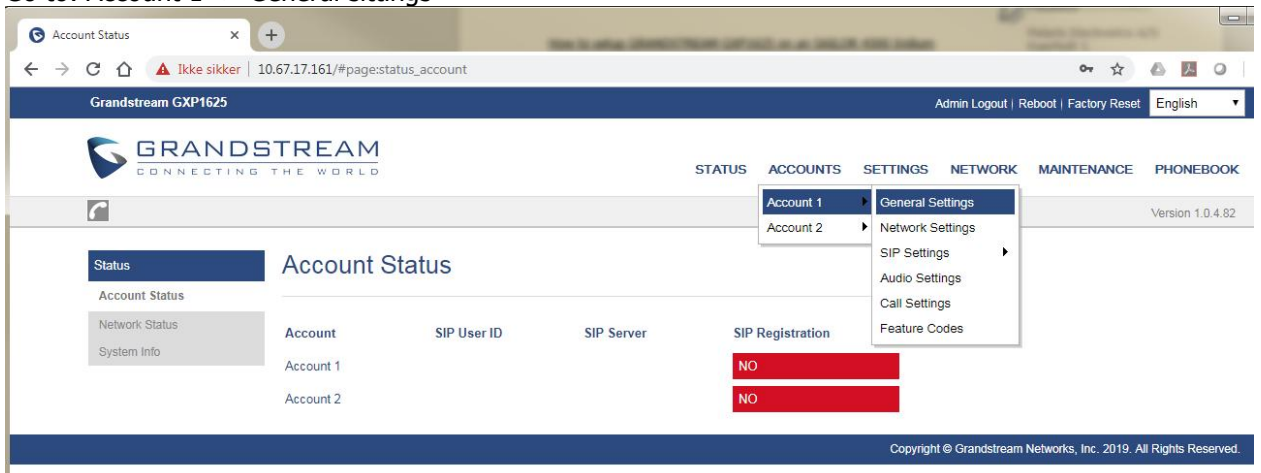 Account Status
Ikke sikker | 10.67.17.161/#page:status_account
Grandstream GXP1625
Admin Logout | Reboot | Factory Reset
English
GRANDSTREAM
CONNECTING THE WORLD
STATUS ACCOUNTS SETTINGS NETWORK MAINTENANCE PHONEBOOK
Account 1
Account 2
General Settings
Network Settings
SIP Settings
Audio Settings
Call Settings
Feature Codes
Version 1.0.4.82
Status
Account Status
Network Status
System Info
Account Status
Account SIP User ID SIP Server SIP Registration
Account 1 NO
Account 2 NO
Copyright © Grandstream Networks, Inc. 2019. All Rights Reserved.